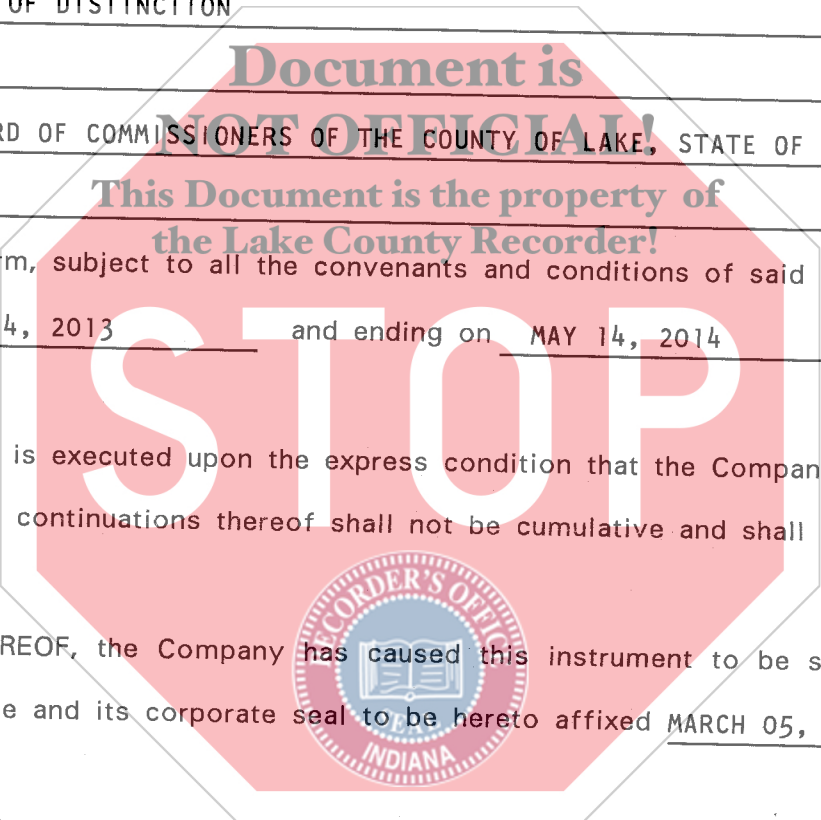 OF DISTINCTION
Document is
NOT OFFICIAL!
RD OF COMMISSIONERS OF THE COUNTY OF LAKE, STATE OF
This Document is the property of
the Lake County Recorder!
m, subject to all the convenants and conditions of said
4, 2013 and ending on MAY 14, 2014
STOP
is executed upon the express condition that the Compan
continuations thereof shall not be cumulative and shall
RECORDER'S OFFICE
REOF, the Company has caused this instrument to be s
e and its corporate seal to be hereto affixed MARCH 05,
SEAL
INDIANA